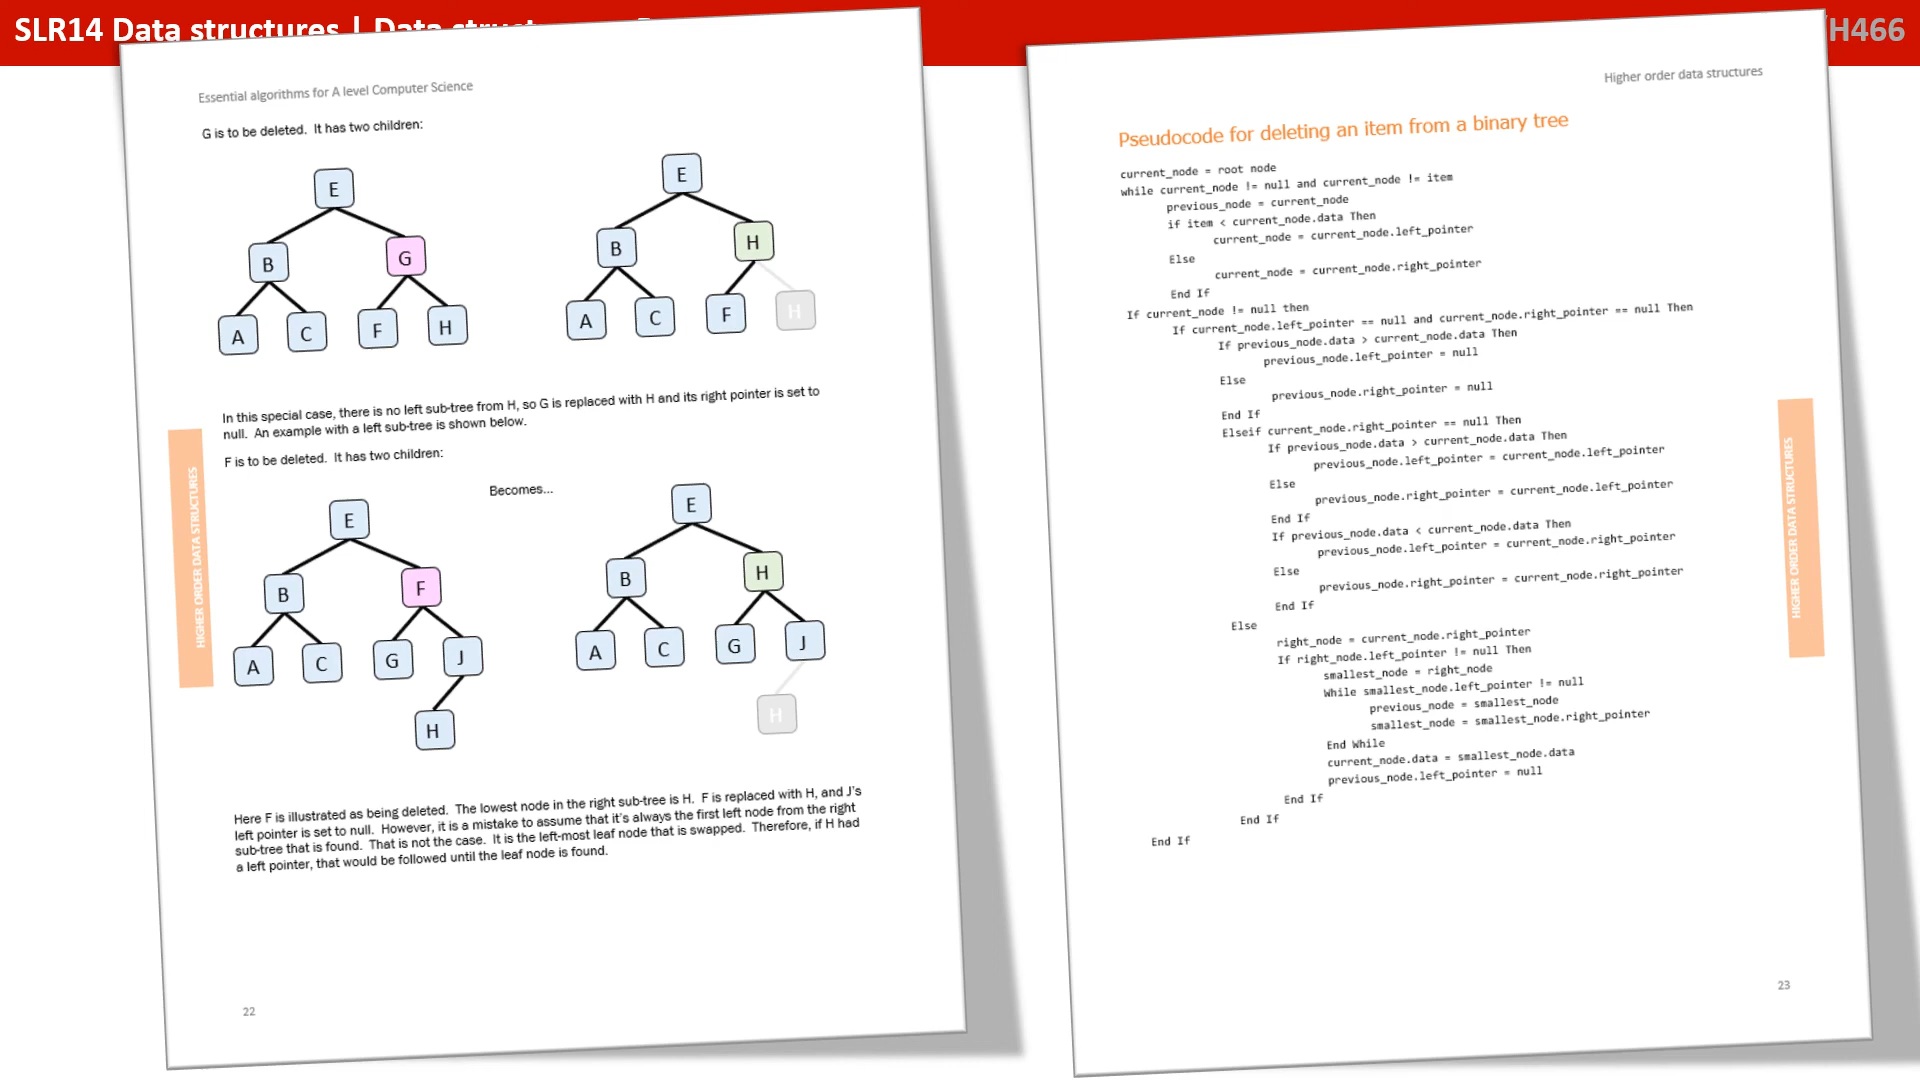 SLR14 Data structures | Data
H466
Essential algorithms for A level Computer Science
G is to be deleted. It has two children:
E
B
G
A
C
F
H
E
B
H
A
C
F
H
In this special case, there is no left sub-tree from H, so G is replaced with H and its right pointer is set to
null. An example with a left sub-tree is shown below.
F is to be deleted. It has two children:
Becomes...
E
B
F
A
C
G
J
H
E
B
H
A
C
G
J
H
Here F is illustrated as being deleted. The lowest node in the right sub-tree is H. F is replaced with H, and J's
left pointer is set to null. However, it is a mistake to assume that it's always the first left node from the right
sub-tree that is found. That is not the case. It is the left-most leaf node that is swapped. Therefore, if H had
a left pointer, that would be followed until the leaf node is found.
HIGHER ORDER DATA STRUCTURES
22
Higher order data structures
Pseudocode for deleting an item from a binary tree
current_node = root node
while current_node != null and current_node != item
previous_node = current_node
if item < current_node.data Then
current_node = current_node.left_pointer
Else
current_node = current_node.right_pointer
End If
If current_node != null then
If current_node.left_pointer == null and current_node.right_pointer == null Then
If previous_node.data > current_node.data Then
previous_node.left_pointer = null
Else
previous_node.right_pointer = null
End If
Elseif current_node.right_pointer == null Then
If previous_node.data > current_node.data Then
previous_node.left_pointer = current_node.left_pointer
Else
previous_node.right_pointer = current_node.left_pointer
End If
If previous_node.data < current_node.data Then
previous_node.left_pointer = current_node.right_pointer
Else
previous_node.right_pointer = current_node.right_pointer
End If
Else
right_node = current_node.right_pointer
If right_node.left_pointer != null Then
smallest_node = right_node
While smallest_node.left_pointer != null
previous_node = smallest_node
smallest_node = smallest_node.right_pointer
End While
current_node.data = smallest_node.data
previous_node.left_pointer = null
End If
End If
End If
HIGHER ORDER DATA STRUCTURES
23